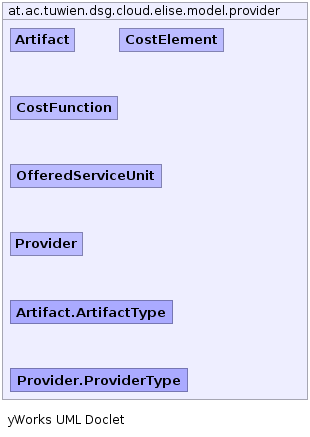 at.ac.tuwien.dsg.cloud.elise.model.provider
Artifact CostElement
CostFunction
OfferedServiceUnit
Provider
Artifact.ArtifactType
Provider.ProviderType
yWorks UML Doclet